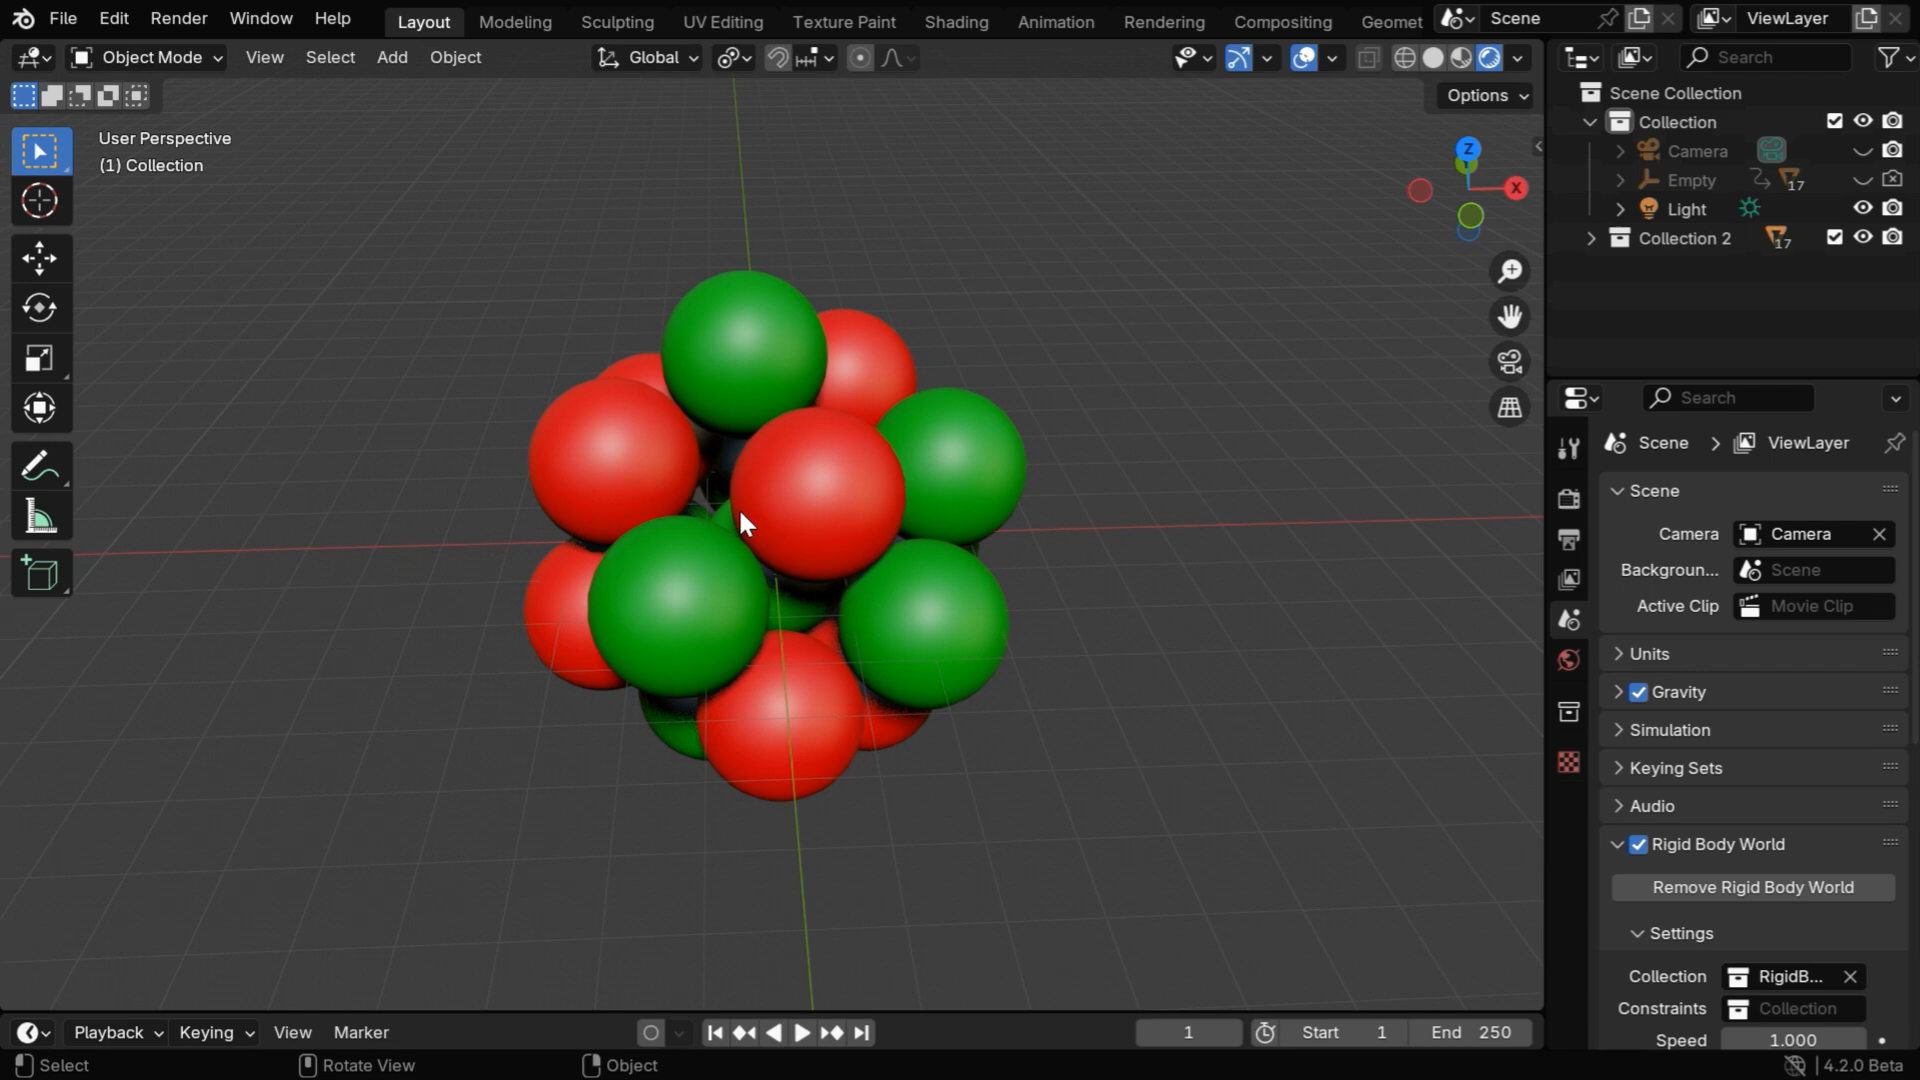 File Edit Render Window Help Layout Modeling Sculpting UV Editing Texture Paint Shading Animation Rendering Compositing Geomet Scene ViewLayer
Object Mode View Select Add Object Global Search
Options
User Perspective
(1) Collection
Z
X
Scene Collection
Collection
Camera
Empty 17
Light
Collection 2 17
Search
Scene ViewLayer
Scene
Camera Camera
Backgroun... Scene
Active Clip Movie Clip
Units
Gravity
Simulation
Keying Sets
Audio
Rigid Body World
Remove Rigid Body World
Settings
Collection RigidB...
Constraints Collection
Speed 1.000
Playback Keying View Marker 1 Start 1 End 250
Select Rotate View Object 4.2.0 Beta